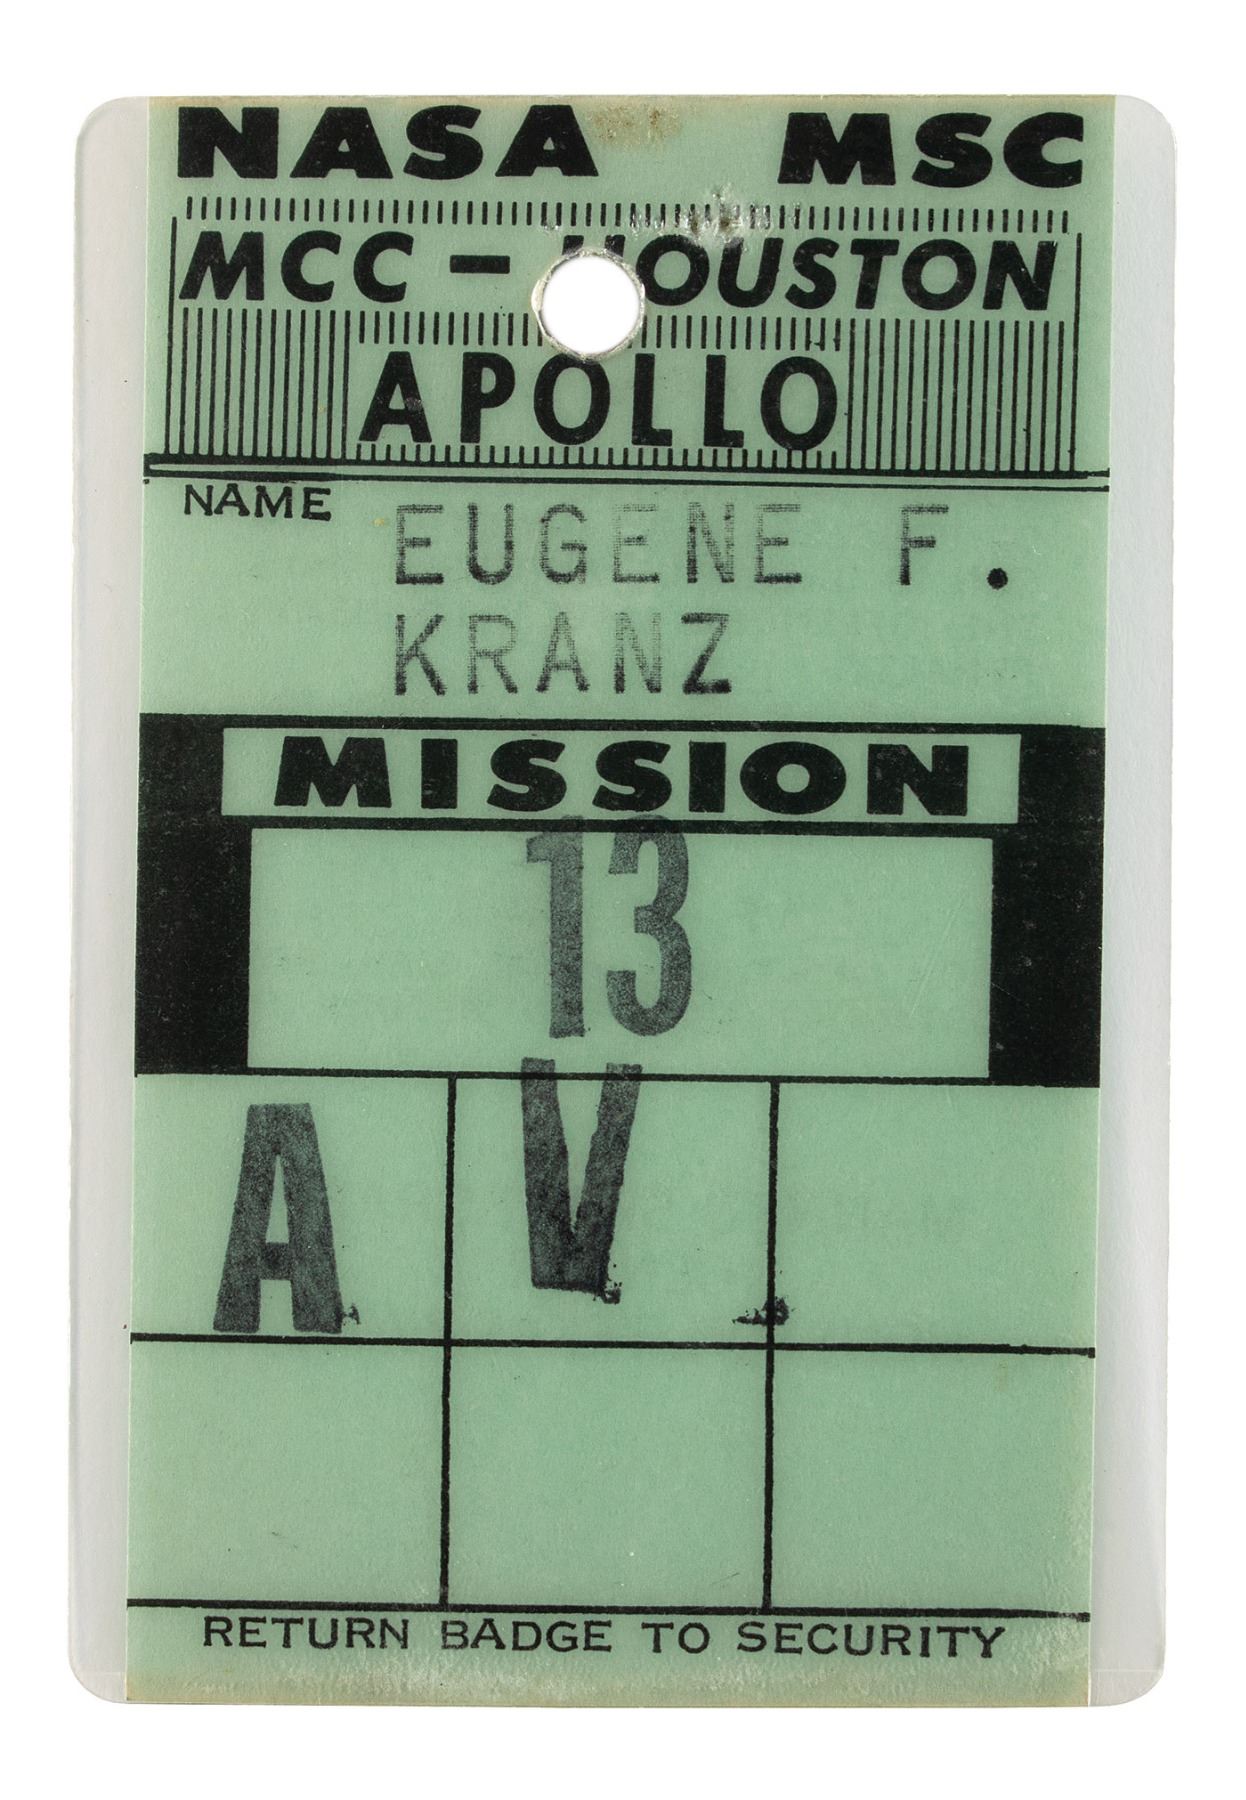 NASA MSC
MCC – HOUSTON
APOLLO
NAME EUGENE F.
KRANZ
MISSION
13
A V
RETURN BADGE TO SECURITY